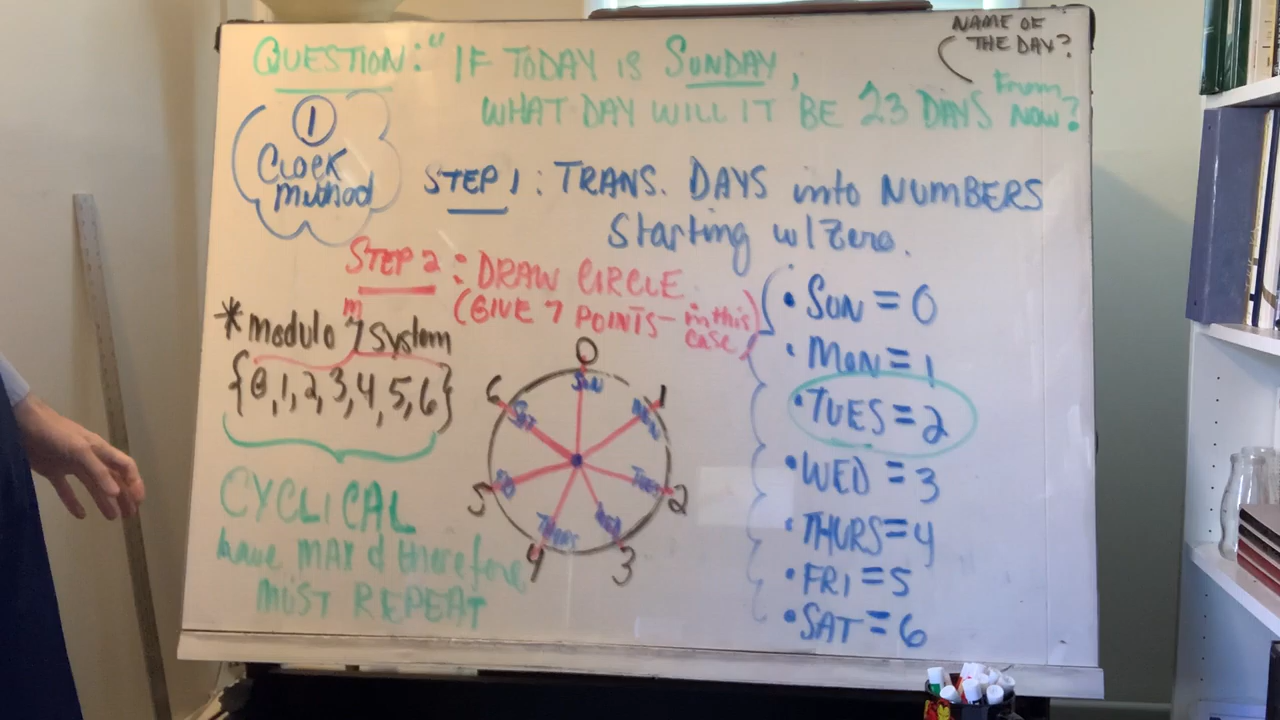 NAME OF
THE DAY?
QUESTION: "IF TODAY IS SUNDAY,
WHAT DAY WILL IT BE 23 DAYS From
NOW?
1
Clock
method
STEP 1: TRANS. DAYS into NUMBERS
Starting w/Zero.
STEP 2: DRAW CIRCLE
(GIVE 7 POINTS- in this
case)
m
*Modulo 7 System
{0,1,2,3,4,5,6}
CYCLICAL
have MAX & therefore
MUST REPEAT
0
1
2
3
4
5
6
SUN
MON
TUES
WED
THURS
FRI
SAT
• SUN = 0
• MON = 1
• TUES = 2
• WED = 3
• THURS = 4
• FRI = 5
• SAT = 6